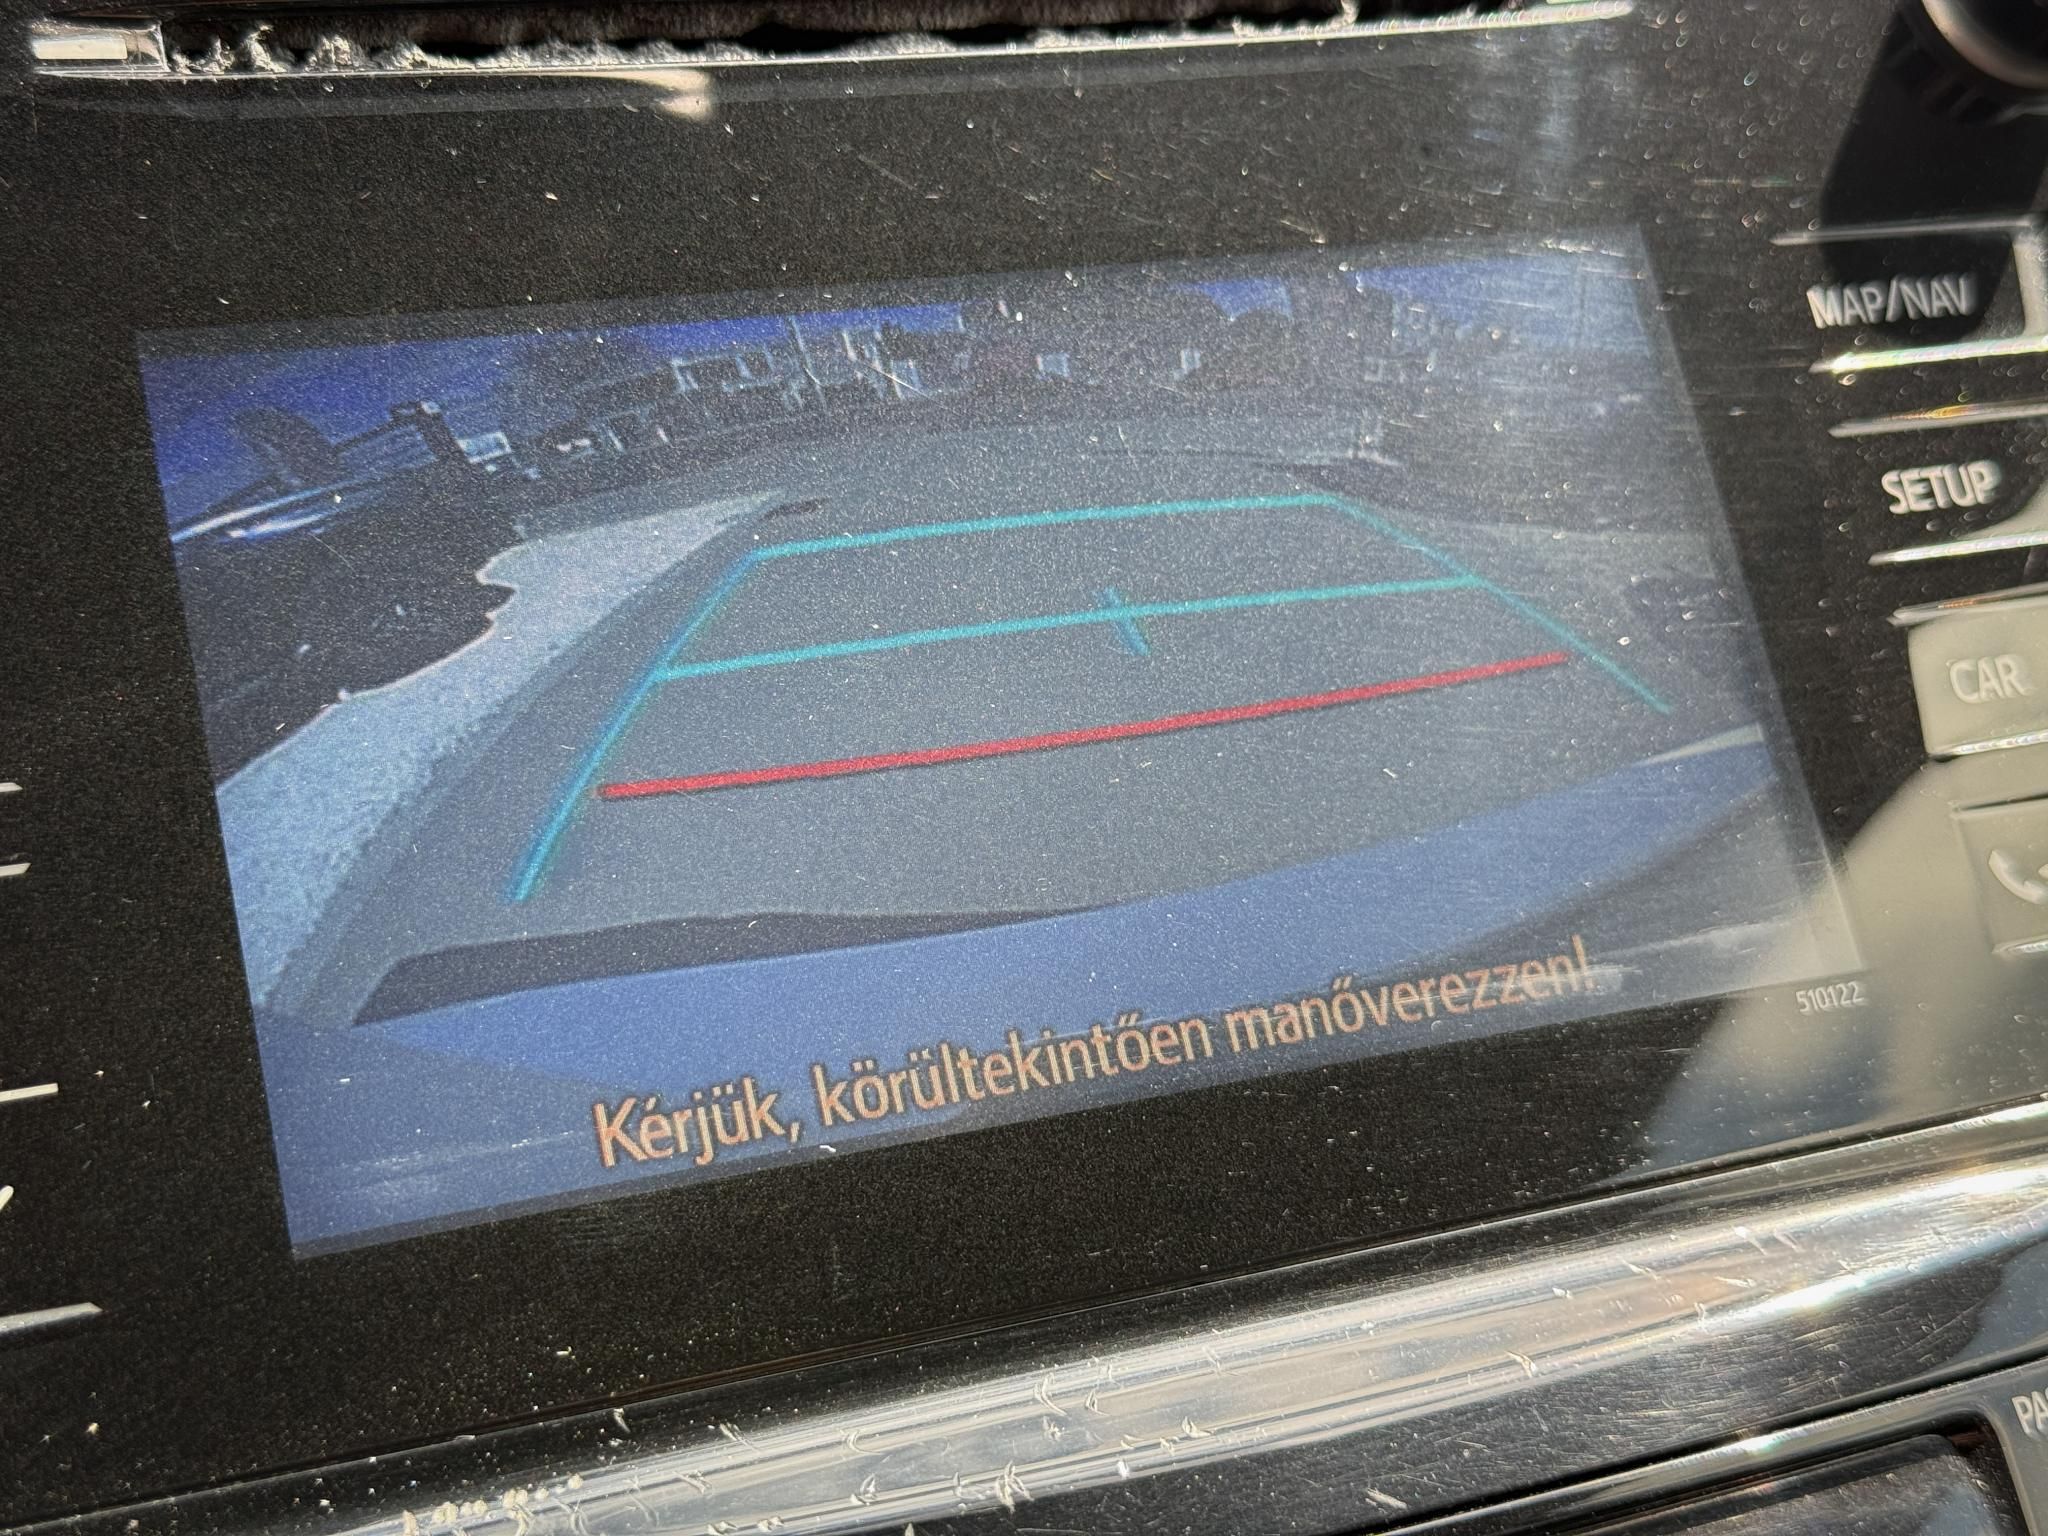 MAP/NAV
SETUP
CAR
510122
Kérjük, körültekintően manőverezzen!